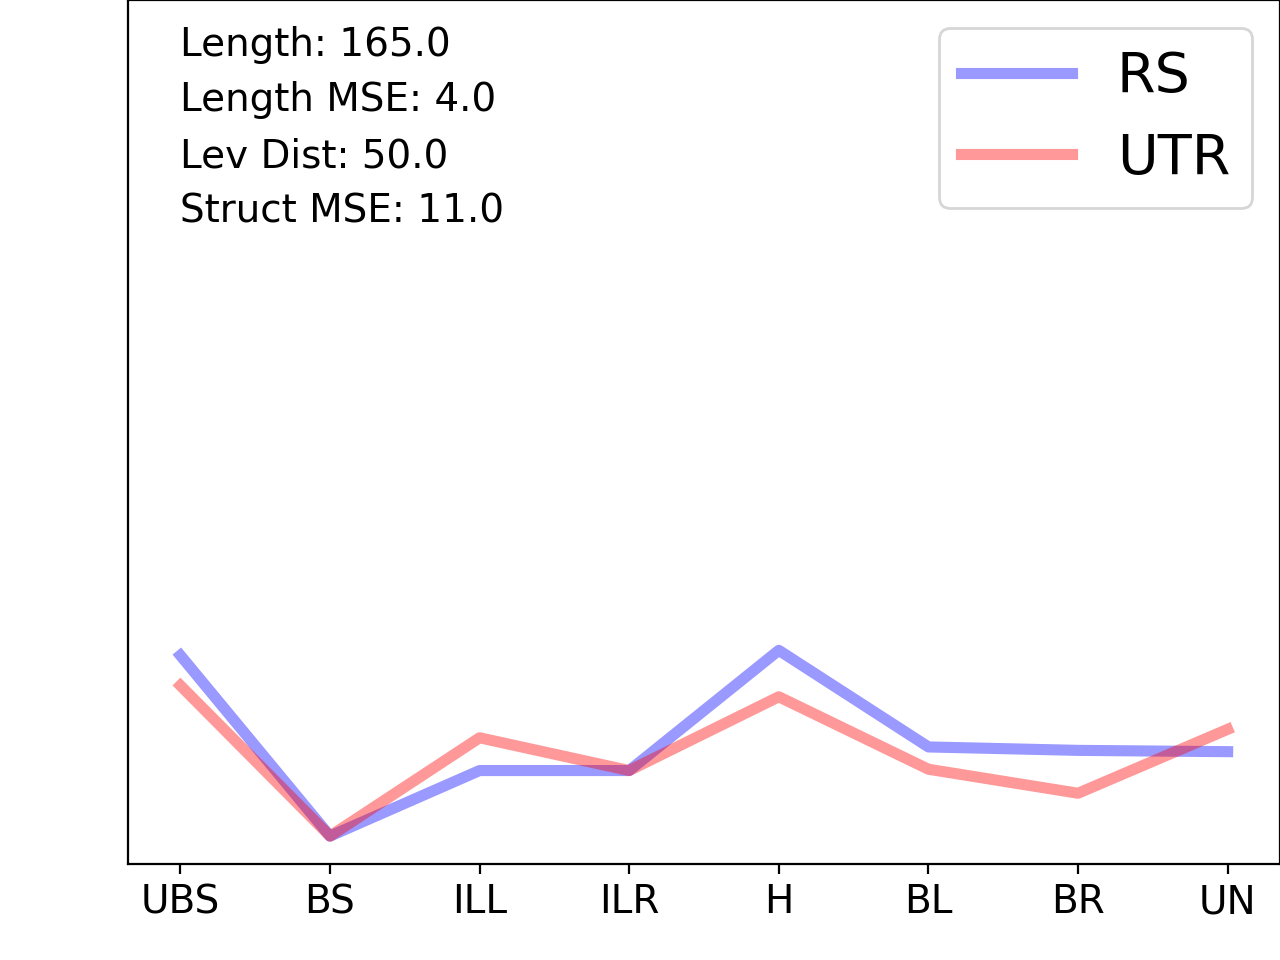 Length: 165.0
Length MSE: 4.0
Lev Dist: 50.0
Struct MSE: 11.0
RS
UTR
UBS BS ILL ILR H BL BR UN